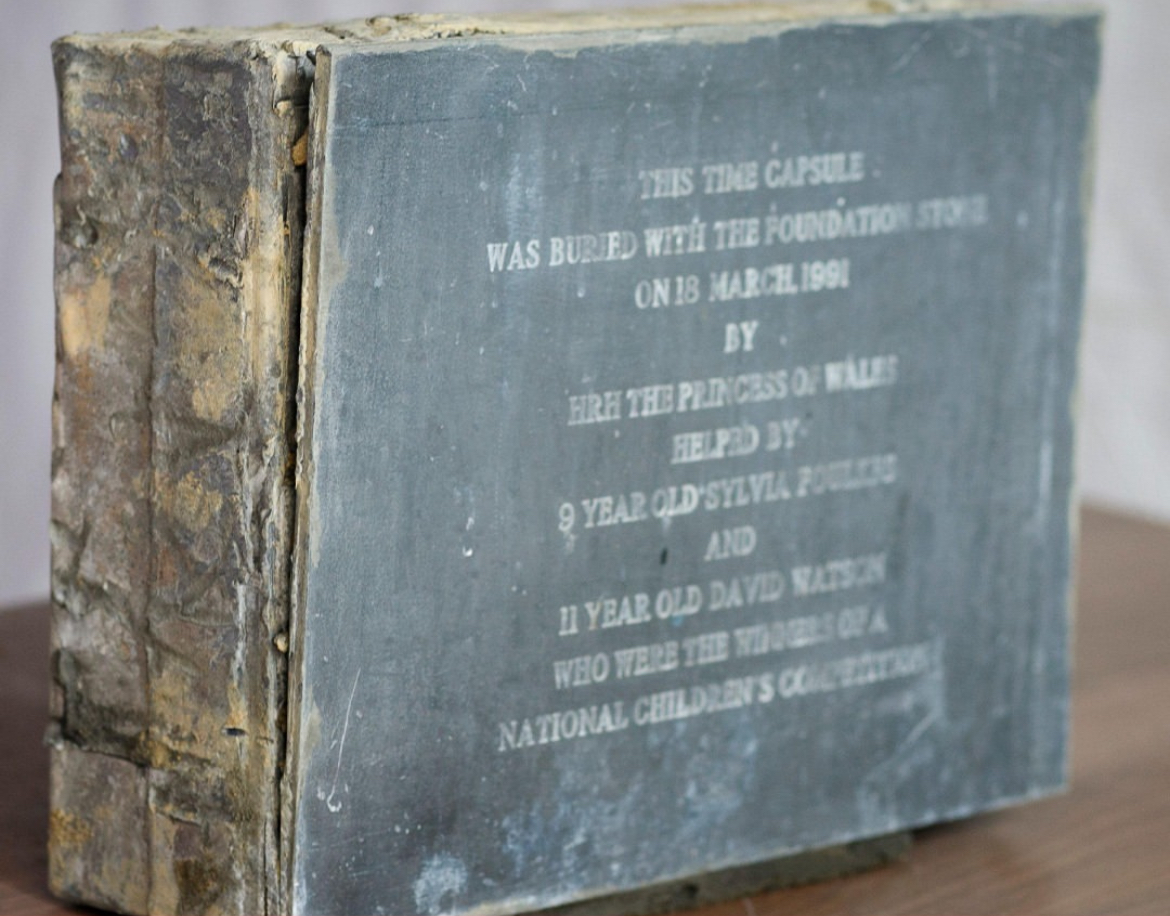 THIS TIME CAPSULE
WAS BURIED WITH THE FOUNDATION STONE
ON 18 MARCH 1991
BY
HRH THE PRINCESS OF WALES
HELPED BY
9 YEAR OLD SYLVIA
AND
11 YEAR OLD DAVID WATSON
WHO WERE THE WINNERS OF A
NATIONAL CHILDREN'S COMPETITION